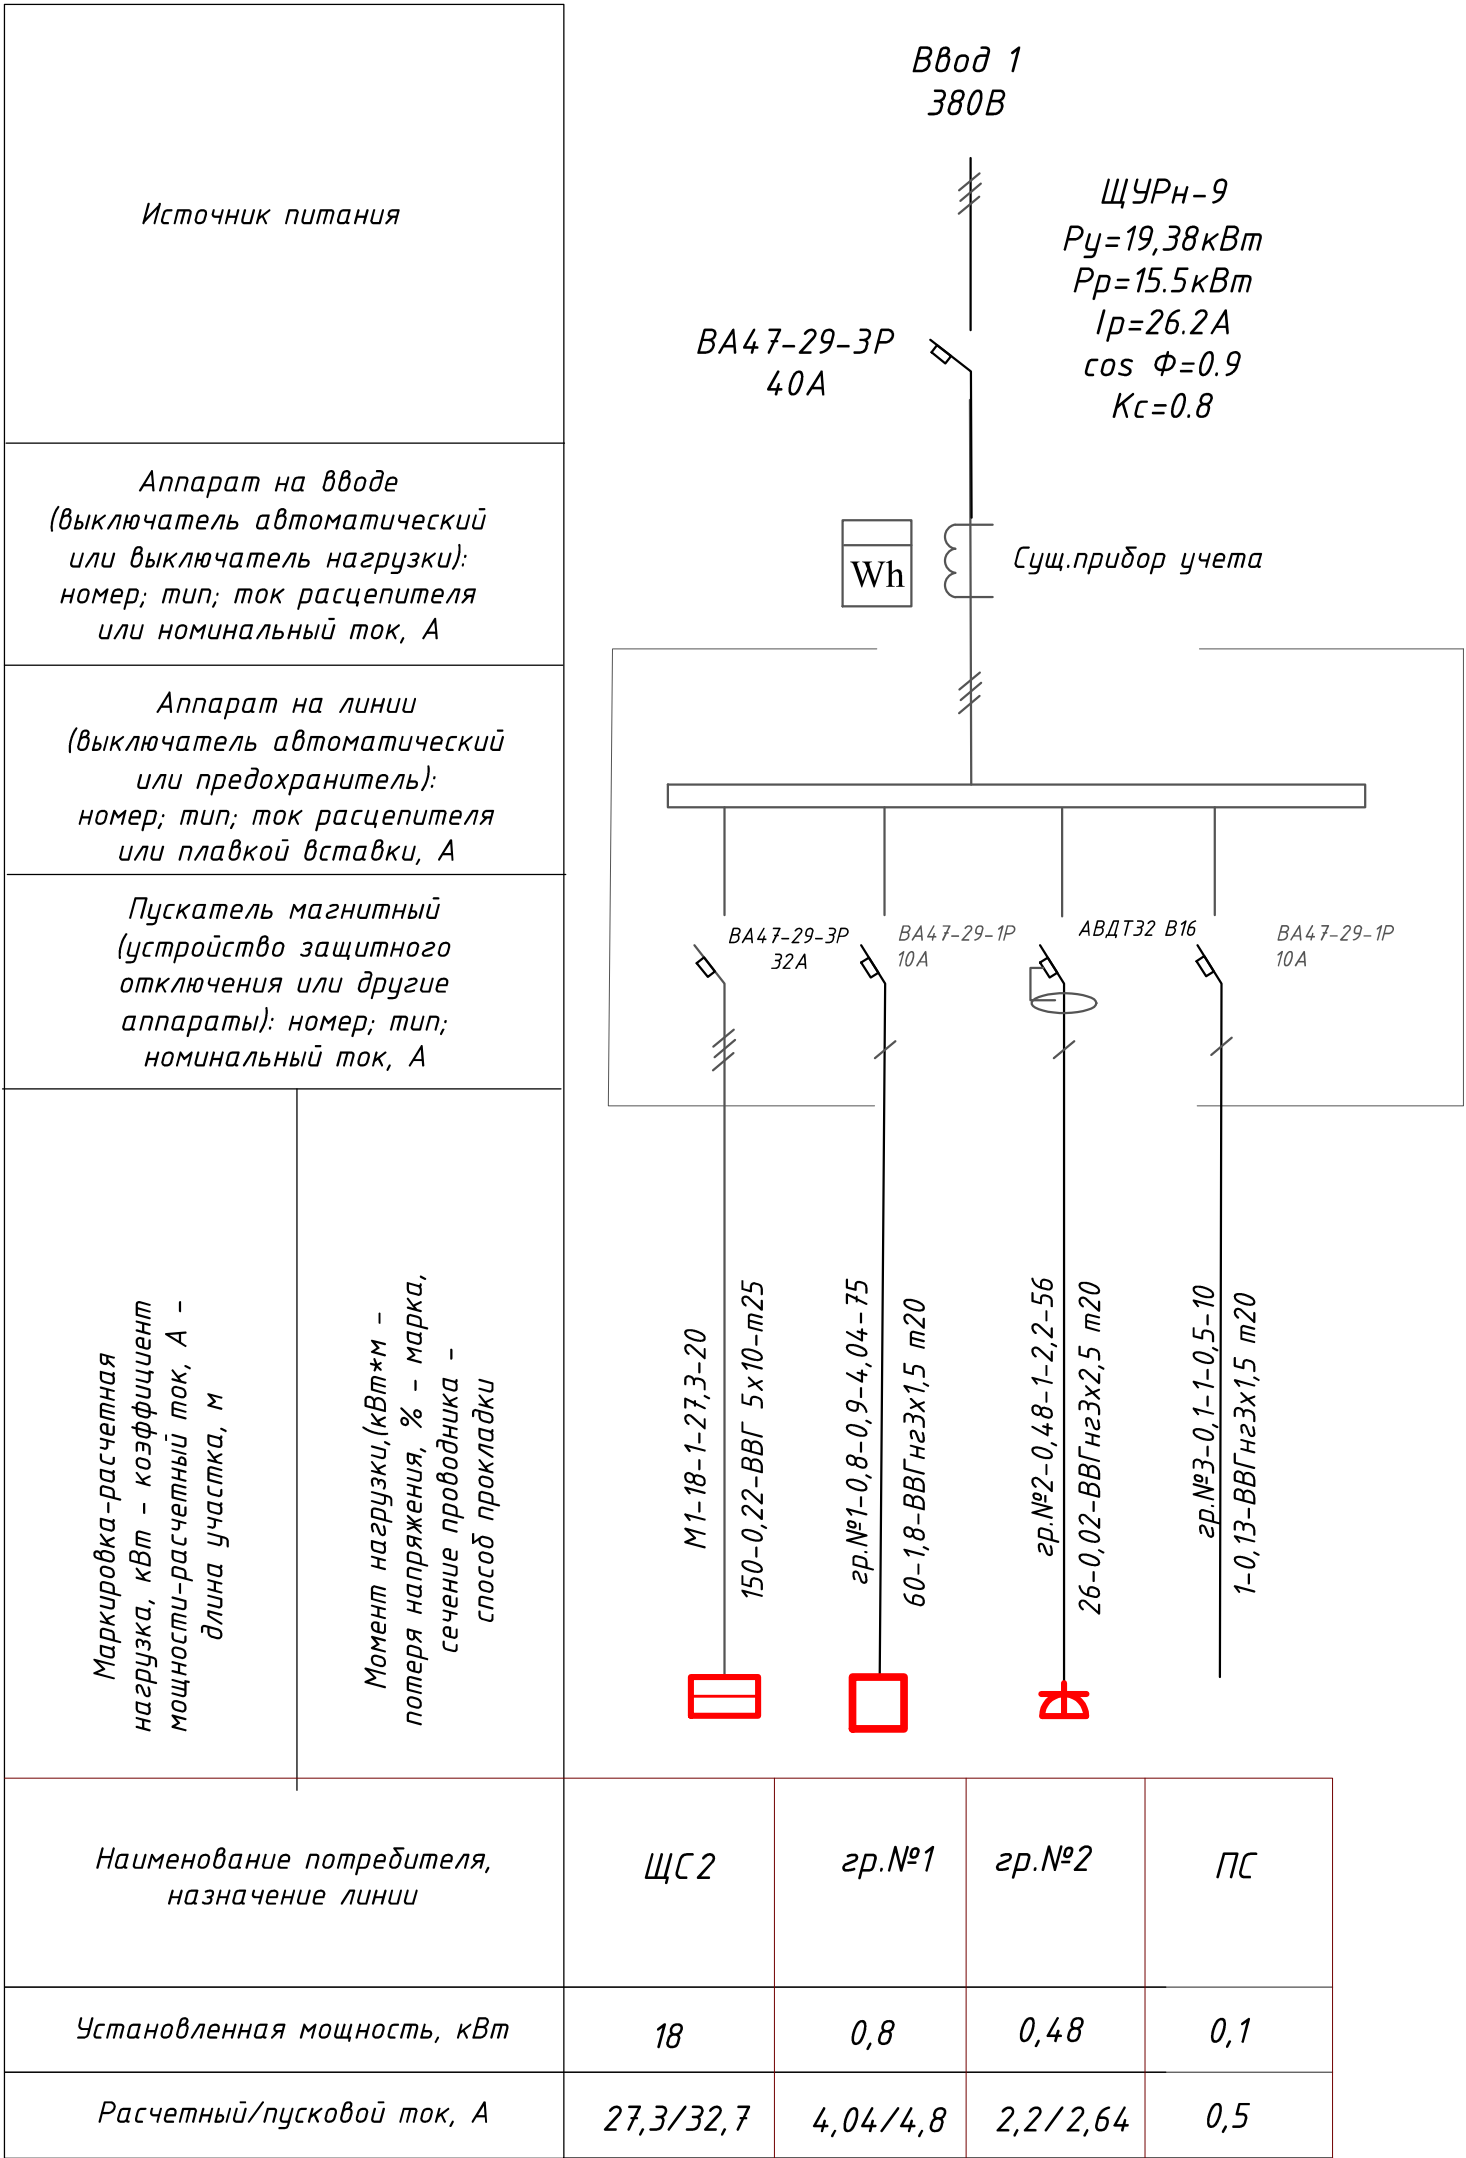 Ввод 1
380В
ЩУРн-9
Ру=19,38кВт
Рр=15.5кВт
Iр=26.2А
cos Ф=0.9
Кс=0.8
ВА47-29-3Р
40А
Источник питания
Аппарат на вводе
(выключатель автоматический
или выключатель нагрузки):
номер; тип; ток расцепителя
или номинальный ток, А
Wh
Сущ.прибор учета
Аппарат на линии
(выключатель автоматический
или предохранитель):
номер; тип; ток расцепителя
или плавкой вставки, А
Пускатель магнитный
(устройство защитного
отключения или другие
аппараты): номер; тип;
номинальный ток, А
ВА47-29-3Р
32А
ВА47-29-1Р
10А
АВДТ32 В16
ВА47-29-1Р
10А
Маркировка-расчетная
нагрузка, кВт - коэффициент
мощности-расчетный ток, А -
длина участка, м
Момент нагрузки,(кВт*м -
потеря напряжения, % - марка,
сечение проводника -
способ прокладки
М1-18-1-27,3-20
150-0,22-ВВГ 5х10-т25
гр.№1-0,8-0,9-4,04-75
60-1,8-ВВГнг3х1,5 т20
гр.№2-0,48-1-2,2-56
26-0,02-ВВГнг3х2,5 т20
гр.№3-0,1-1-0,5-10
1-0,13-ВВГнг3х1,5 т20
Наименование потребителя,
назначение линии
ЩС2
гр.№1
гр.№2
ПС
Установленная мощность, кВт
18
0,8
0,48
0,1
Расчетный/пусковой ток, А
27,3/32,7
4,04/4,8
2,2/2,64
0,5